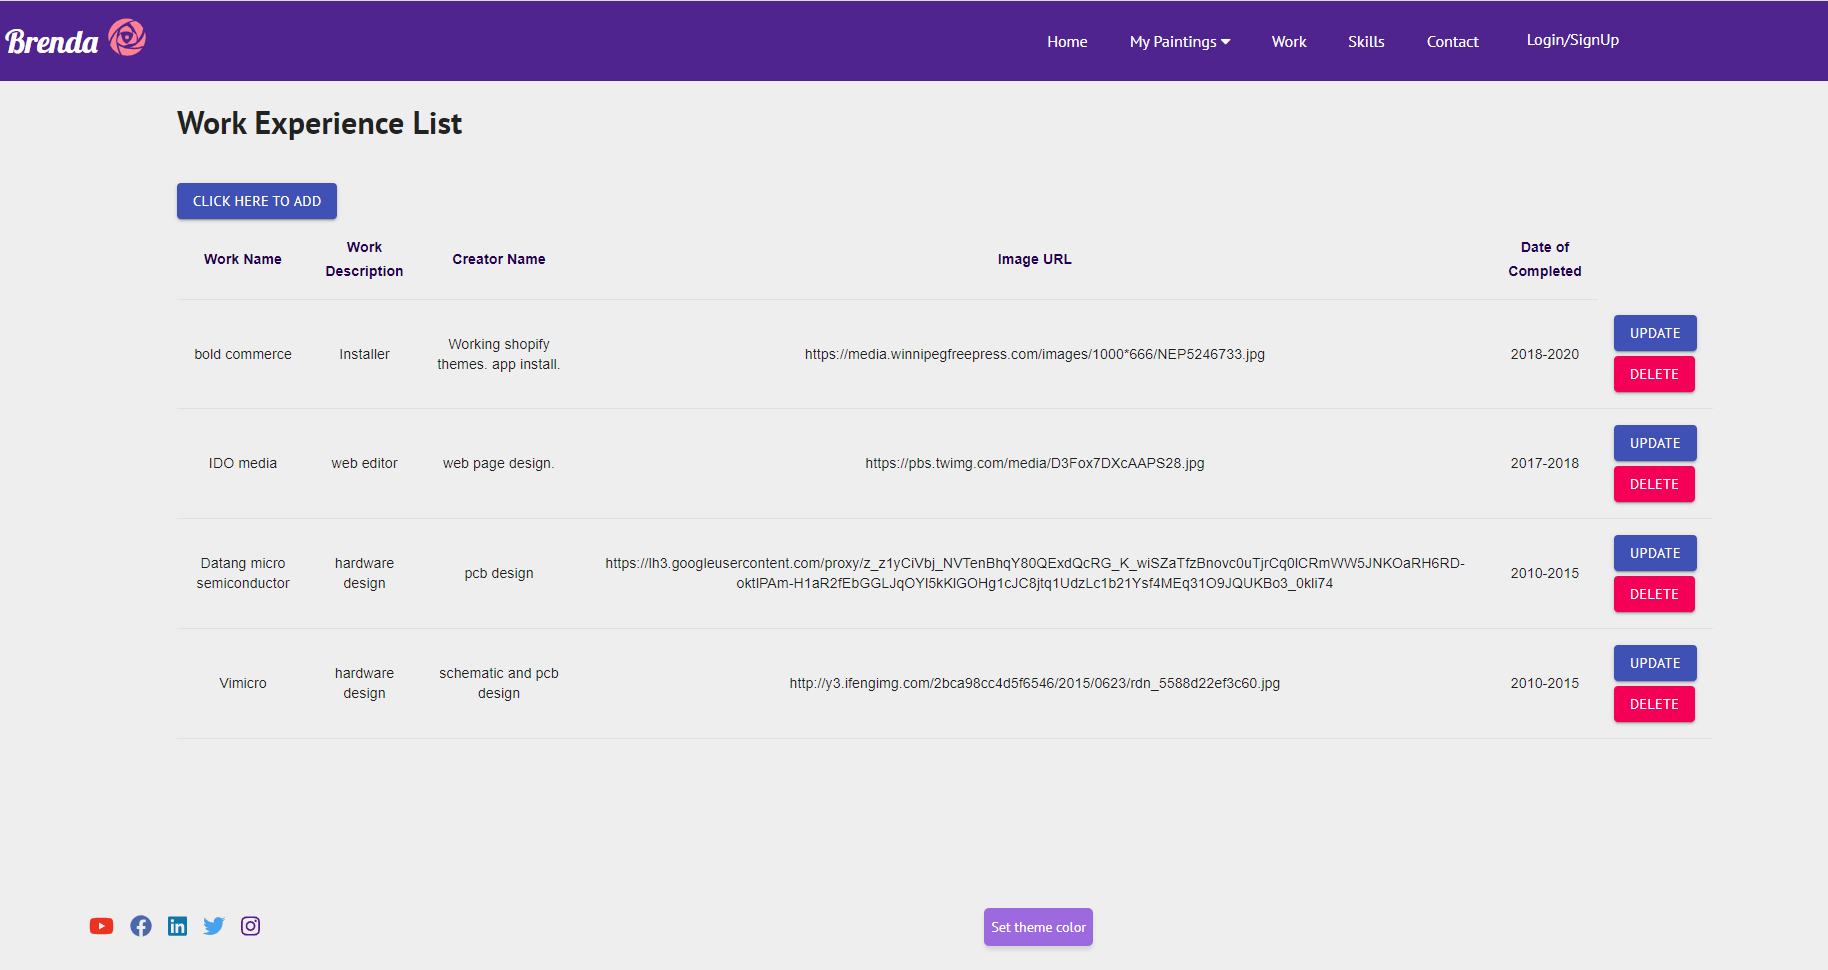 Brenda
Home
My Paintings
Work
Skills
Contact
Login/SignUp
Work Experience List
CLICK HERE TO ADD
Work Name
Work
Description
Creator Name
Image URL
Date of
Completed
bold commerce
Installer
Working shopify
themes. app install.
https://media.winnipegfreepress.com/images/1000*666/NEP5246733.jpg
2018-2020
UPDATE
DELETE
IDO media
web editor
web page design.
https://pbs.twimg.com/media/D3Fox7DXcAAPS28.jpg
2017-2018
UPDATE
DELETE
Datang micro
semiconductor
hardware
design
pcb design
https://lh3.googleusercontent.com/proxy/z_z1yCiVbj_NVTenBhqY80QExdQcRG_K_wiSZaTfzBnovc0uTjrCq0lCRmWW5JNKOaRH6RD-
oktIPAm-H1aR2fEbGGLJqOYI5kKlGOHg1cJC8jtq1UdzLc1b21Ysf4MEq31O9JQUKBo3_0kli74
2010-2015
UPDATE
DELETE
Vimicro
hardware
design
schematic and pcb
design
http://y3.ifengimg.com/2bca98cc4d5f6546/2015/0623/rdn_5588d22ef3c60.jpg
2010-2015
UPDATE
DELETE
Set theme color